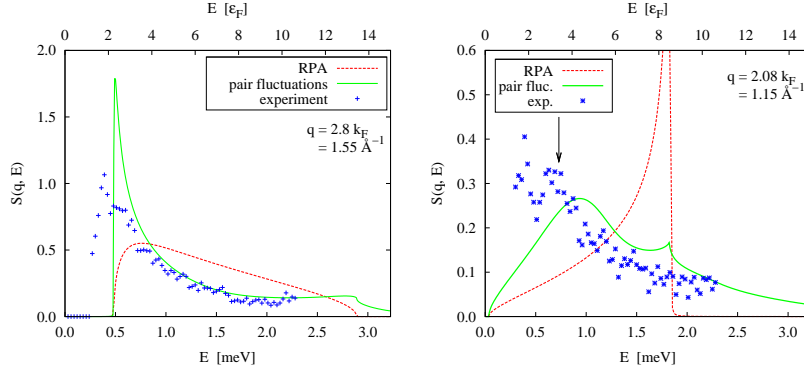 E [ε_F]
0 2 4 6 8 10 12 14
2.0
1.5
1.0
0.5
0.0
S(q, E)
RPA
pair fluctuations
experiment
q = 2.8 k_F
= 1.55 Å⁻¹
0.0 0.5 1.0 1.5 2.0 2.5 3.0
E [meV]
E [ε_F]
0 2 4 6 8 10 12 14
0.6
0.5
0.4
0.3
0.2
0.1
0.0
S(q, E)
RPA
pair fluc.
exp.
q = 2.08 k_F
= 1.15 Å⁻¹
0.0 0.5 1.0 1.5 2.0 2.5 3.0
E [meV]